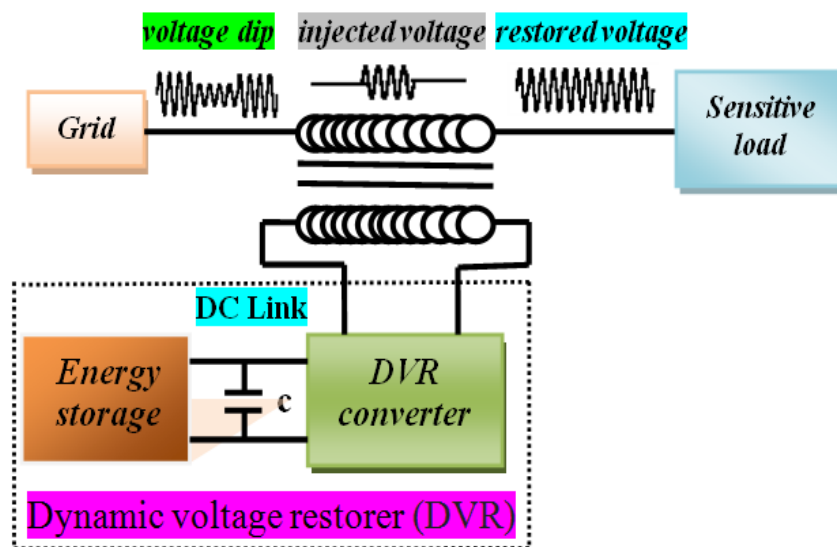 voltage dip injected voltage restored voltage
Grid
Sensitive
load
DC Link
Energy
storage
c
DVR
converter
Dynamic voltage restorer (DVR)